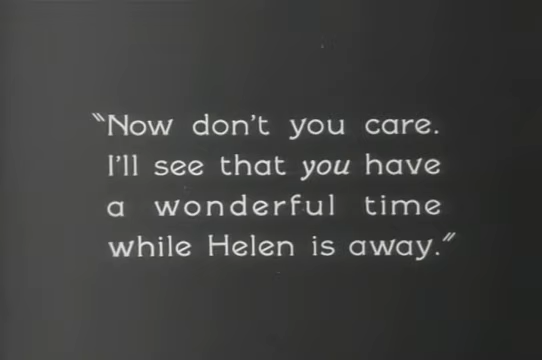 "Now don't you care.
I'll see that you have
a wonderful time
while Helen is away."